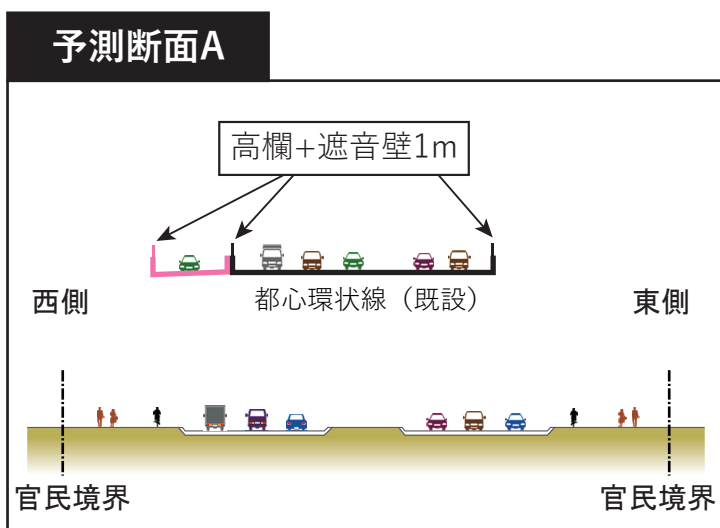 予測断面A
高欄+遮音壁1m
都心環状線（既設）
西側
東側
官民境界
官民境界